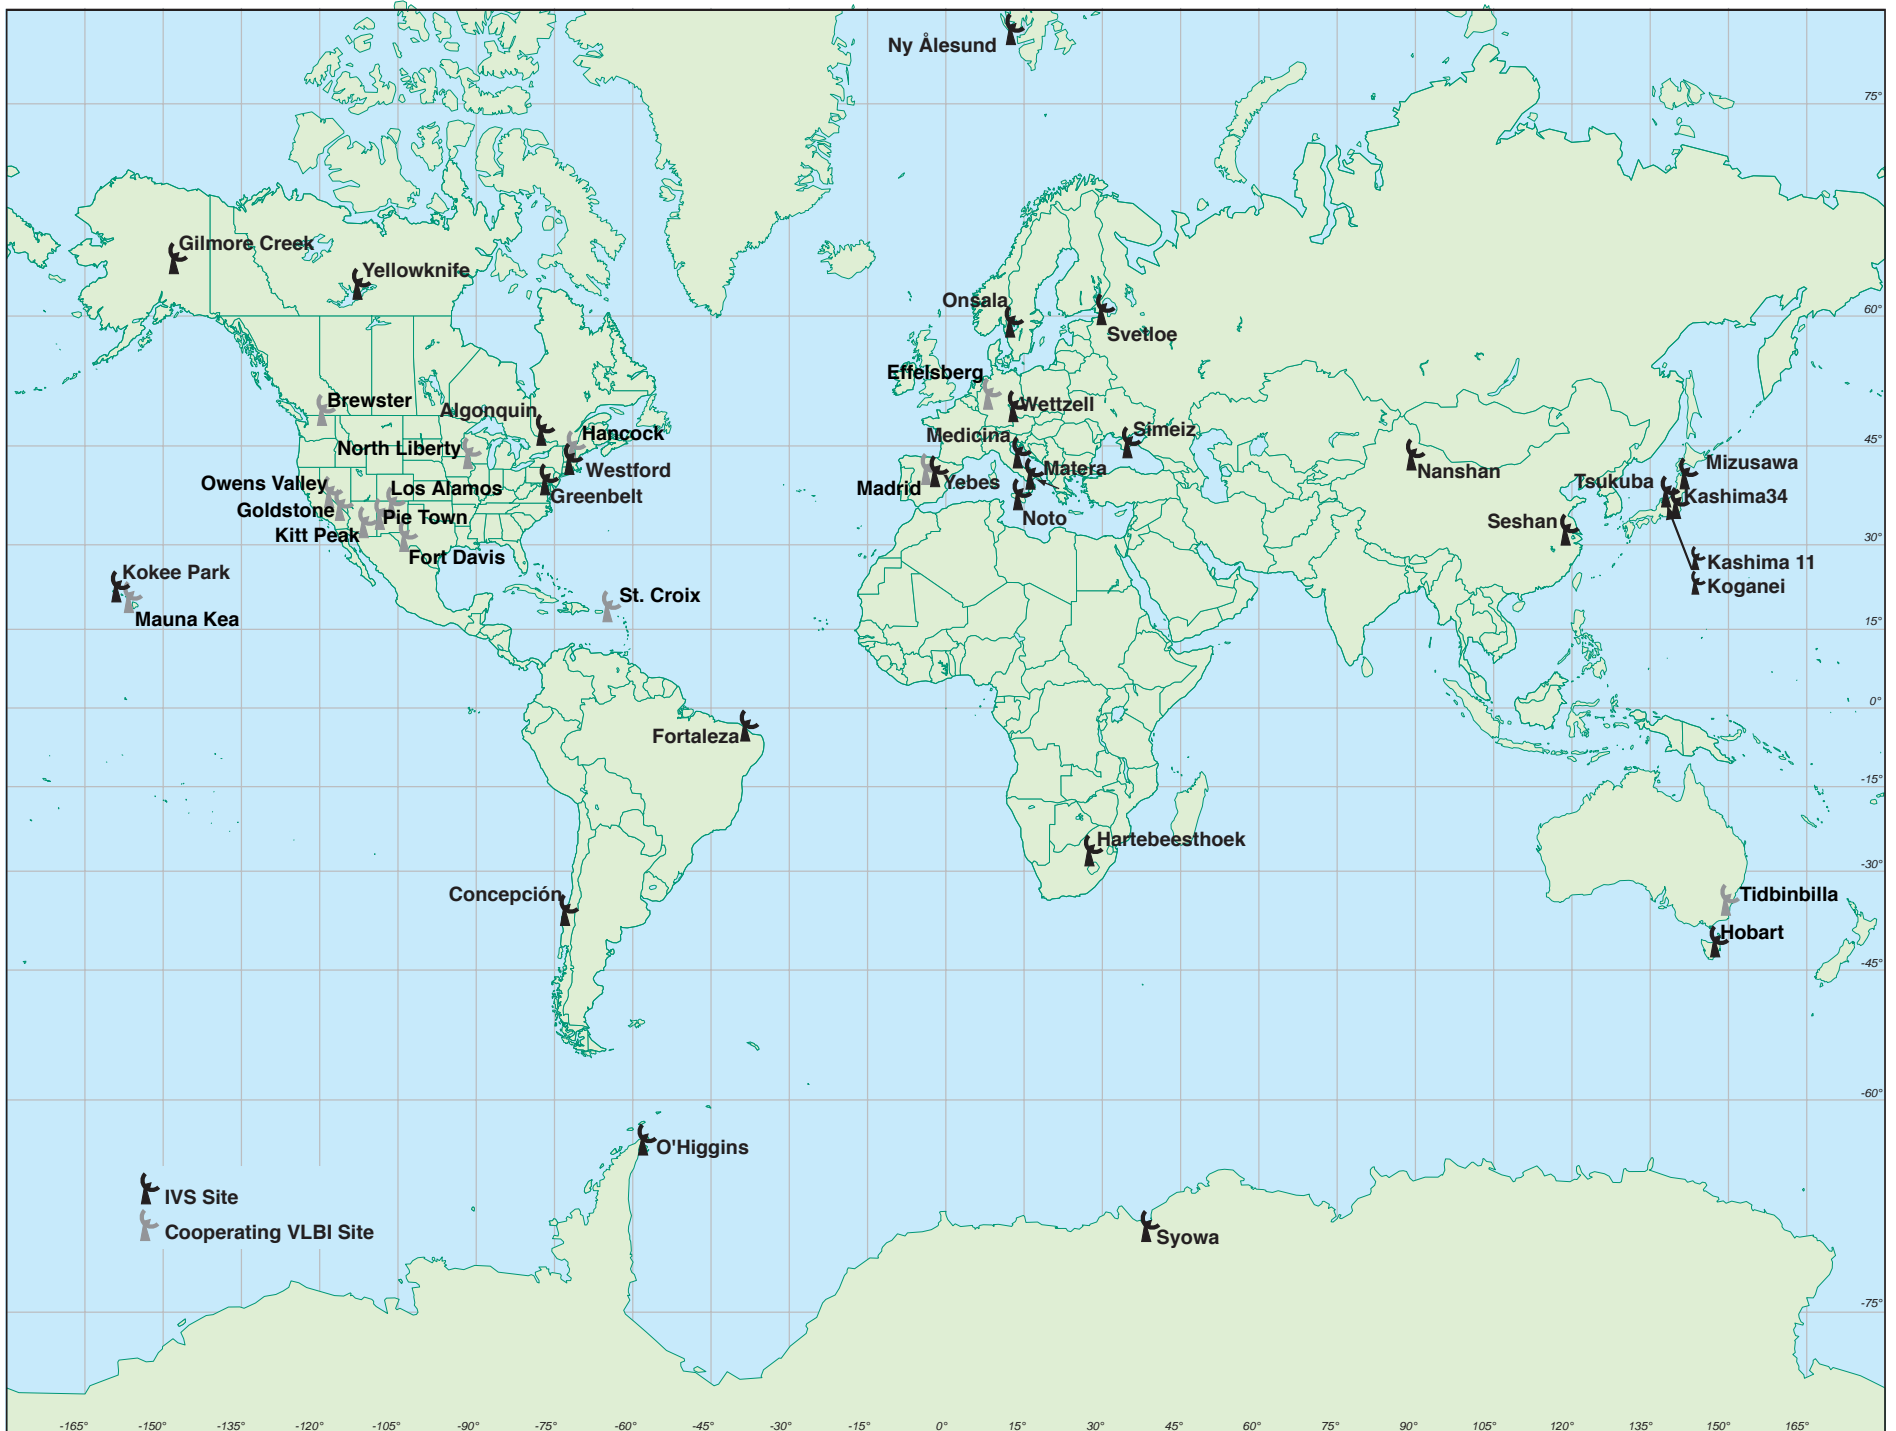 Ny Ålesund
75°
Gilmore Creek
Yellowknife
Onsala
60°
Svetloe
Effelsberg
Brewster
Wettzell
Algonquin
Simeiz
Hancock
Medicina
North Liberty
45°
Mizusawa
Westford
Matera
Nanshan
Tsukuba
Owens Valley
Los Alamos
Madrid
Yebes
Greenbelt
Kashima34
Goldstone
Pie Town
Noto
Seshan
Kitt Peak
30°
Fort Davis
Kashima 11
Kokee Park
Koganei
St. Croix
Mauna Kea
15°
0°
Fortaleza
-15°
Hartebeesthoek
-30°
Concepción
Tidbinbilla
Hobart
-45°
-60°
O'Higgins
IVS Site
Cooperating VLBI Site
Syowa
-75°
-165° -150° -135° -120° -105° -90° -75° -60° -45° -30° -15° 0° 15° 30° 45° 60° 75° 90° 105° 120° 135° 150° 165°